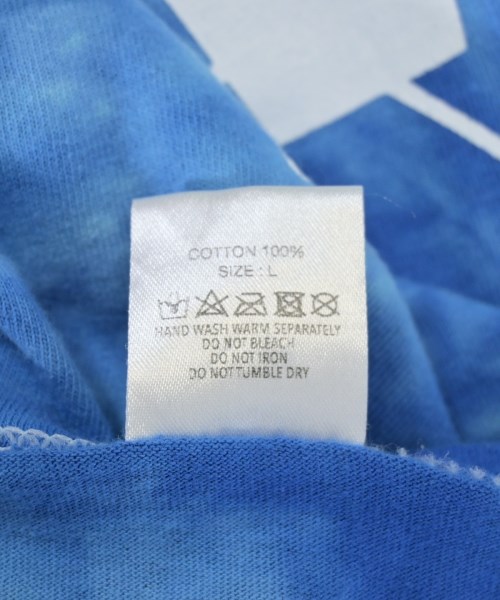 COTTON 100%
SIZE : L
HAND WASH WARM SEPARATELY
DO NOT BLEACH
DO NOT IRON
DO NOT TUMBLE DRY